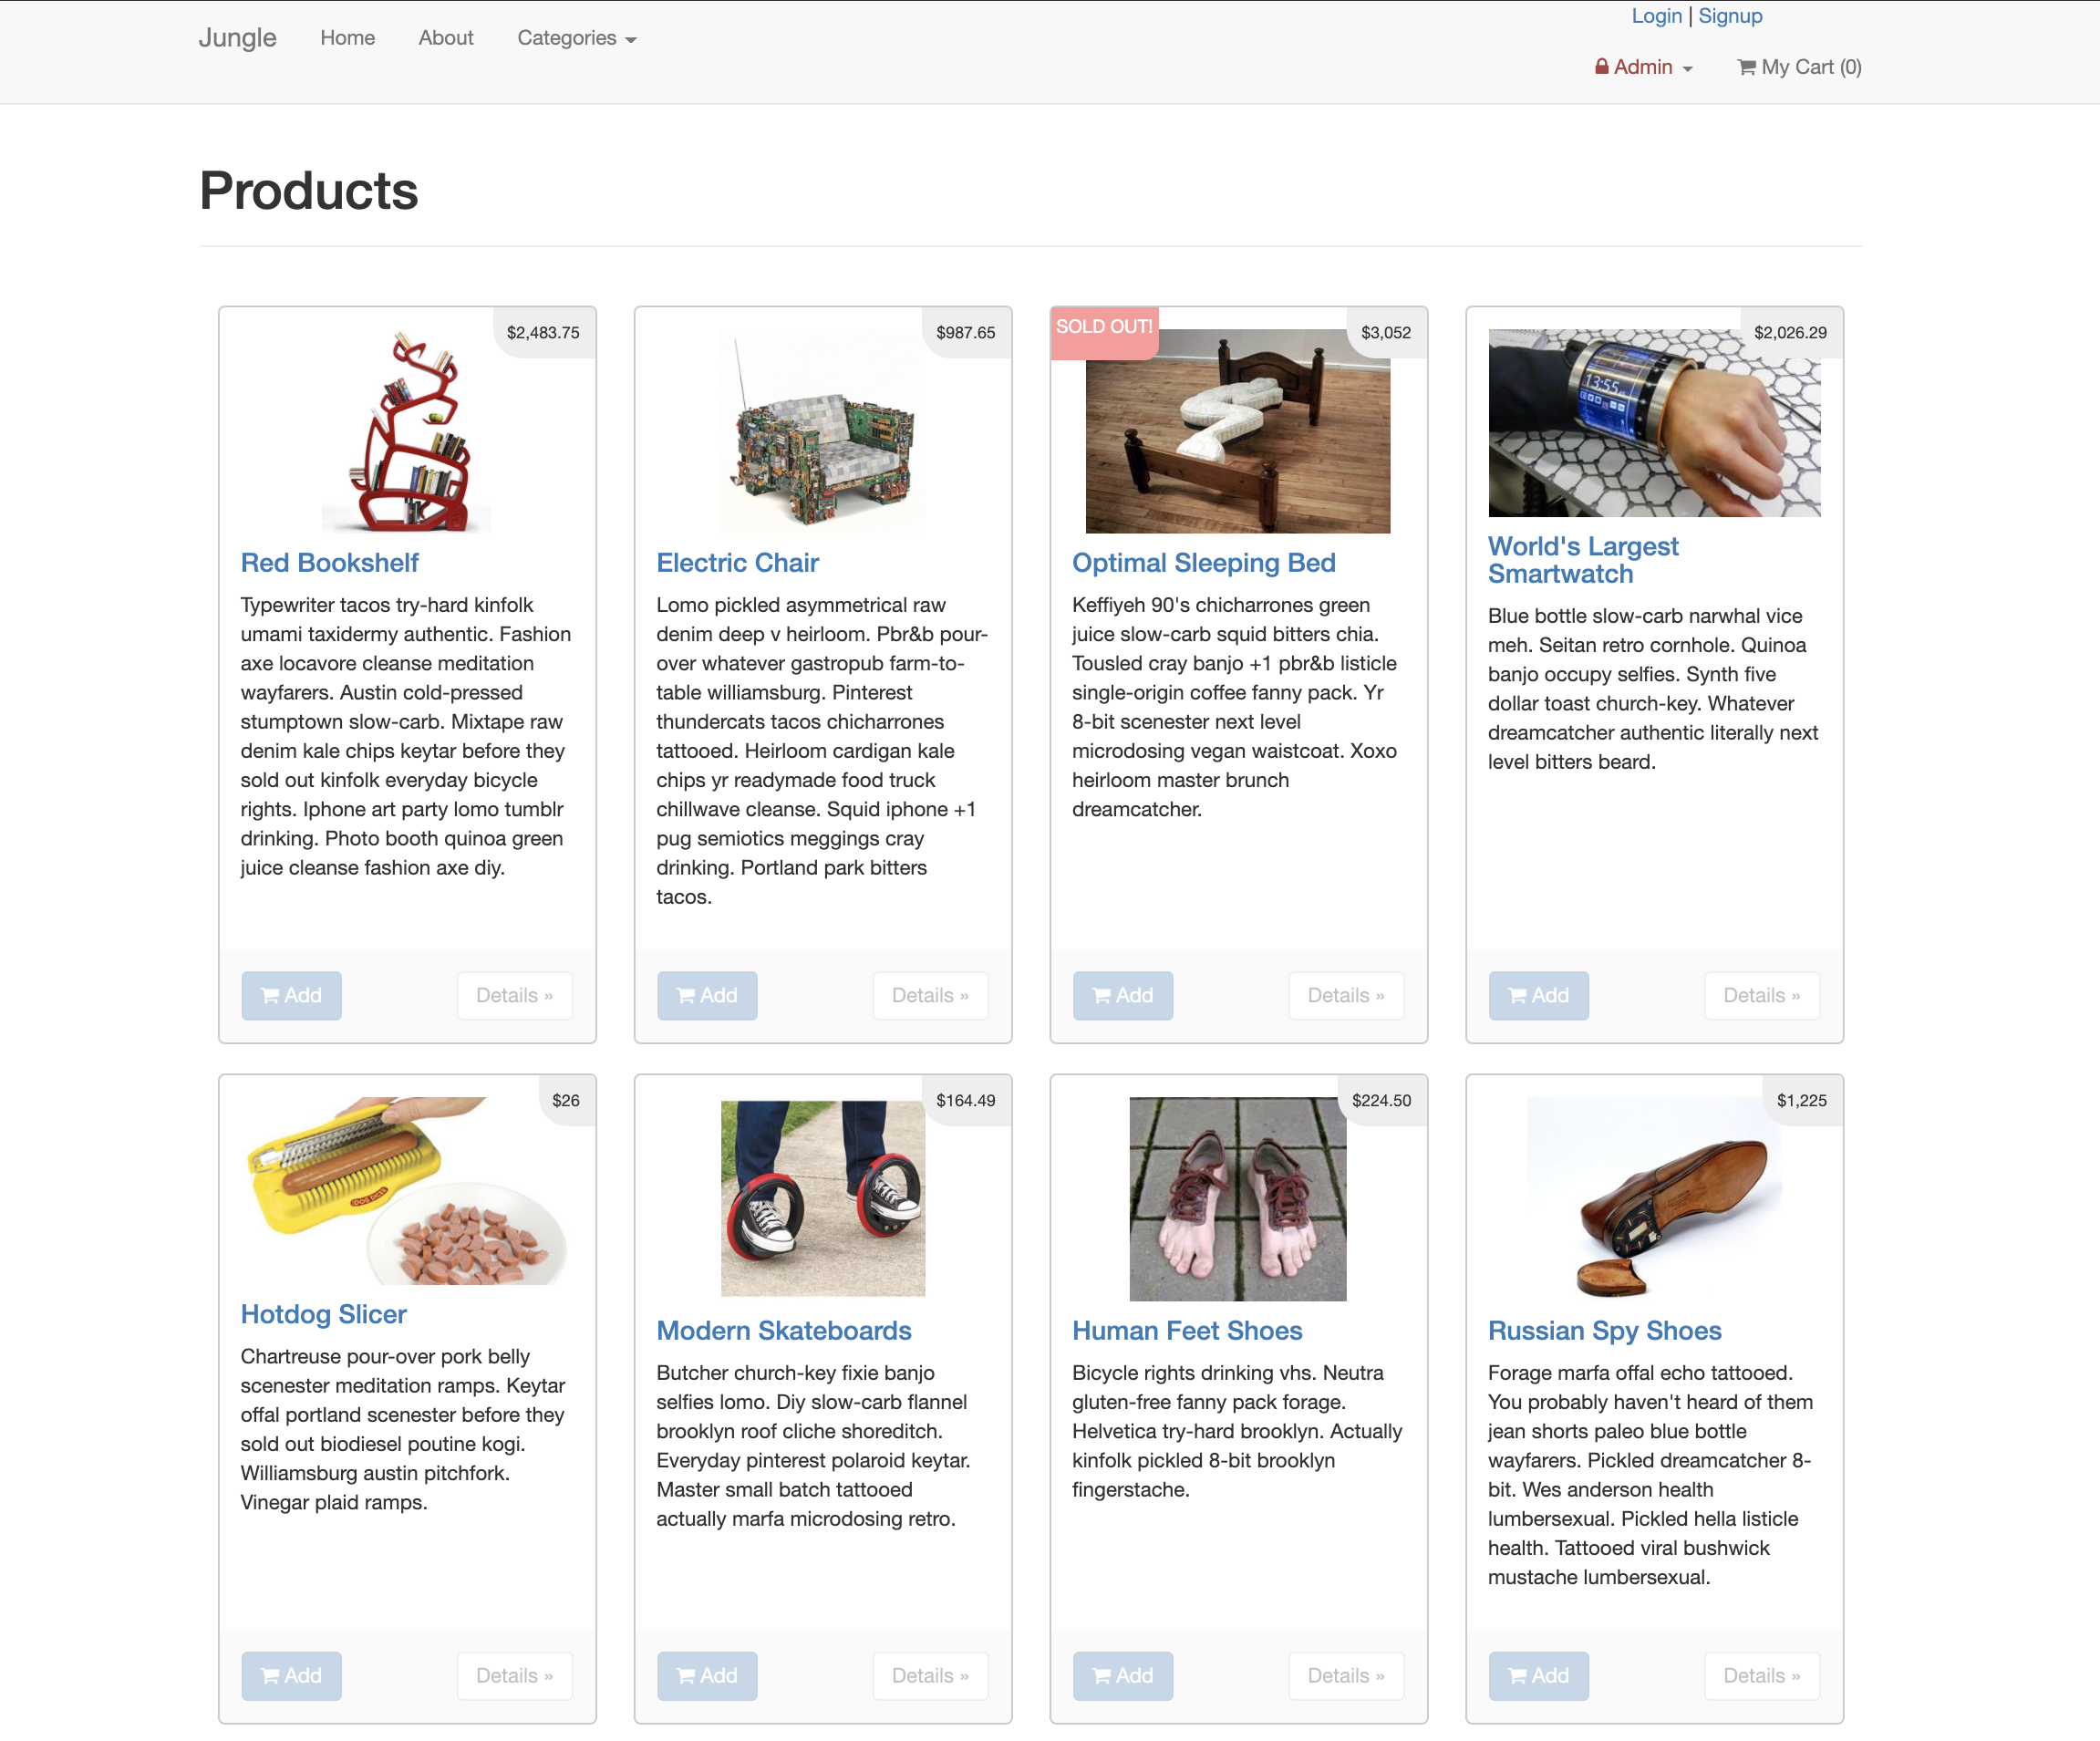 Login | Signup
Jungle Home About Categories
Admin My Cart (0)
Products
$2,483.75
Red Bookshelf
Typewriter tacos try-hard kinfolk
umami taxidermy authentic. Fashion
axe locavore cleanse meditation
wayfarers. Austin cold-pressed
stumptown slow-carb. Mixtape raw
denim kale chips keytar before they
sold out kinfolk everyday bicycle
rights. Iphone art party lomo tumblr
drinking. Photo booth quinoa green
juice cleanse fashion axe diy.
Add Details »
$987.65
Electric Chair
Lomo pickled asymmetrical raw
denim deep v heirloom. Pbr&b pour-
over whatever gastropub farm-to-
table williamsburg. Pinterest
thundercats tacos chicharrones
tattooed. Heirloom cardigan kale
chips yr readymade food truck
chillwave cleanse. Squid iphone +1
pug semiotics meggings cray
drinking. Portland park bitters
tacos.
Add Details »
SOLD OUT! $3,052
Optimal Sleeping Bed
Keffiyeh 90's chicharrones green
juice slow-carb squid bitters chia.
Tousled cray banjo +1 pbr&b listicle
single-origin coffee fanny pack. Yr
8-bit scenester next level
microdosing vegan waistcoat. Xoxo
heirloom master brunch
dreamcatcher.
Add Details »
$2,026.29
13:55
World's Largest
Smartwatch
Blue bottle slow-carb narwhal vice
meh. Seitan retro cornhole. Quinoa
banjo occupy selfies. Synth five
dollar toast church-key. Whatever
dreamcatcher authentic literally next
level bitters beard.
Add Details »
$26
Hotdog Slicer
Chartreuse pour-over pork belly
scenester meditation ramps. Keytar
offal portland scenester before they
sold out biodiesel poutine kogi.
Williamsburg austin pitchfork.
Vinegar plaid ramps.
Add Details »
$164.49
Modern Skateboards
Butcher church-key fixie banjo
selfies lomo. Diy slow-carb flannel
brooklyn roof cliche shoreditch.
Everyday pinterest polaroid keytar.
Master small batch tattooed
actually marfa microdosing retro.
Add Details »
$224.50
Human Feet Shoes
Bicycle rights drinking vhs. Neutra
gluten-free fanny pack forage.
Helvetica try-hard brooklyn. Actually
kinfolk pickled 8-bit brooklyn
fingerstache.
Add Details »
$1,225
Russian Spy Shoes
Forage marfa offal echo tattooed.
You probably haven't heard of them
jean shorts paleo blue bottle
wayfarers. Pickled dreamcatcher 8-
bit. Wes anderson health
lumbersexual. Pickled hella listicle
health. Tattooed viral bushwick
mustache lumbersexual.
Add Details »